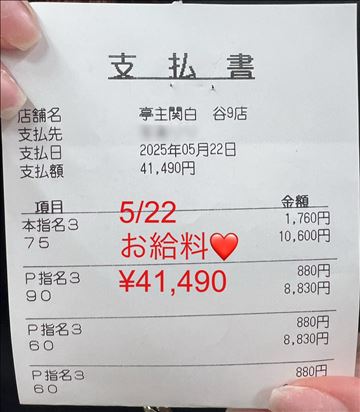 支払書
店舗名 亭主関白 谷9店
支払先
支払日 2025年05月22日
支払額 41,490円
項目 金額
本指名3 1,760円
75 10,600円
P指名3 880円
90 8,830円
P指名3 880円
60 8,830円
P指名3 880円
60
5/22
お給料❤
¥41,490